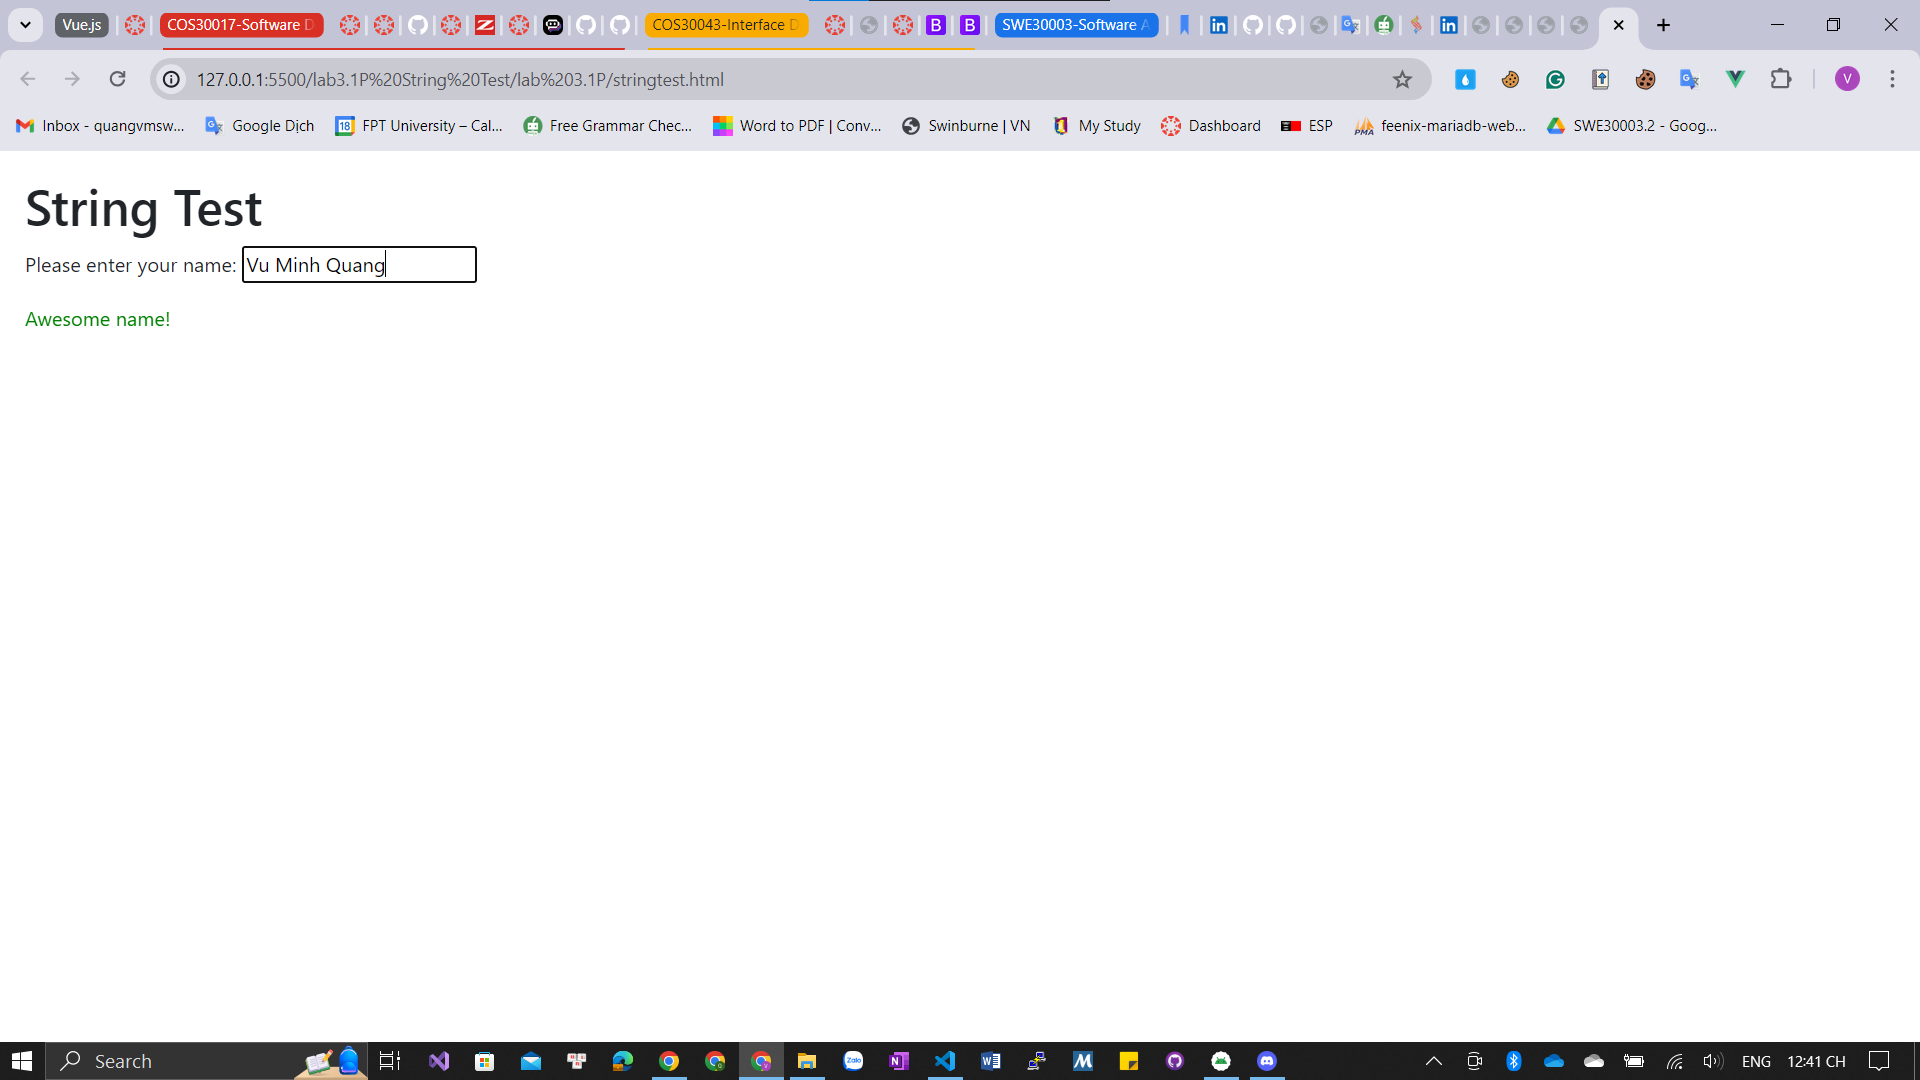 Vue.js
COS30017-Software D
COS30043-Interface D
SWE30003-Software A
127.0.0.1:5500/lab3.1P%20String%20Test/lab%203.1P/stringtest.html
V
Inbox - quangvmsw...
Google Dịch
FPT University – Cal...
Free Grammar Chec...
Word to PDF | Conv...
Swinburne | VN
My Study
Dashboard
ESP
feenix-mariadb-web...
SWE30003.2 - Goog...
String Test
Please enter your name: Vu Minh Quang
Awesome name!
Search
ENG
12:41 CH